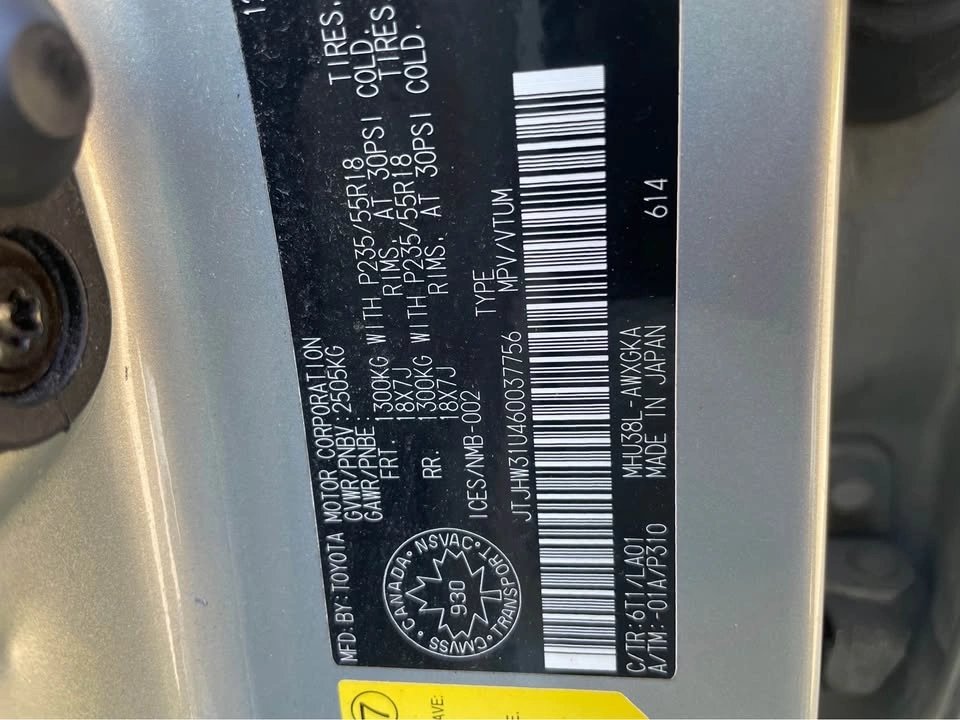 12
MFD. BY: TOYOTA MOTOR CORPORATION
GVWR/PNBV: 2505KG
GAWR/PNBE:
FRT. 1300KG WITH P235/55R18 TIRES,
18X7J RIMS, AT 30PSI COLD.
RR. 1300KG WITH P235/55R18 TIRES
18X7J RIMS, AT 30PSI COLD.
ICES/NMB-002
TYPE
MPV/VTUM
CANADA • NSVAC • TRANSPORT • CMVSS
930
JTJHW31U460037756
C/TR: 6T1/LA01 MHU38L-AWXGKA
A/TM: -01A/P310 MADE IN JAPAN 614
7